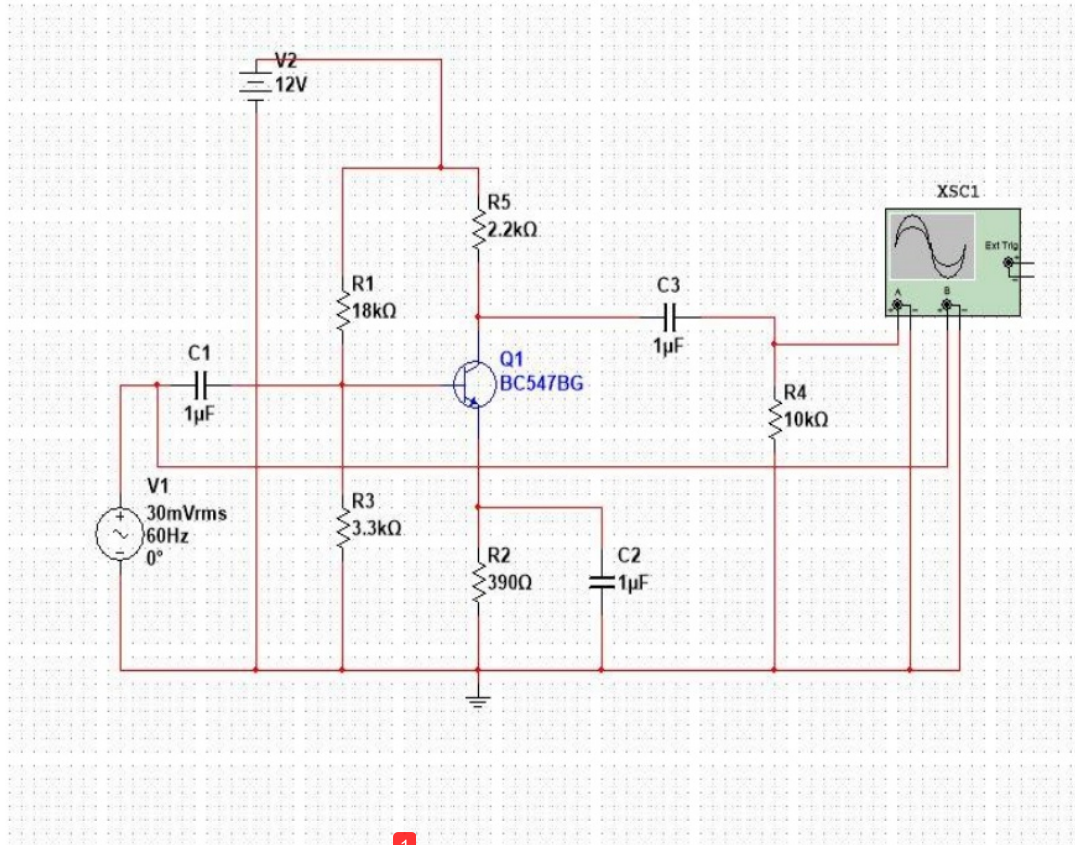 V2
12V
R5
2.2kΩ
XSC1
Ext Trig
A
B
R1
18kΩ
C3
1µF
C1
1µF
Q1
BC547BG
R4
10kΩ
V1
30mVrms
60Hz
0°
R3
3.3kΩ
R2
390Ω
C2
1µF
1